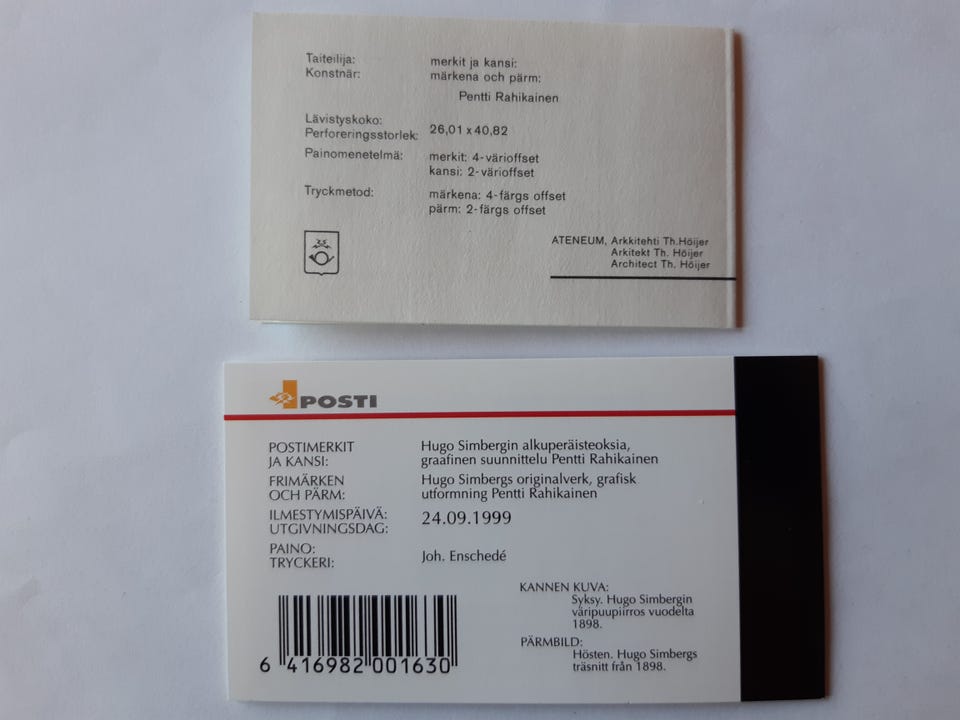 Taiteilija: merkit ja kansi:
Konstnär: märkena och pärm:
Pentti Rahikainen
Lävistyskoko:
Perforeringsstorlek: 26,01 x 40,82
Painomenetelmä: merkit: 4-värioffset
kansi: 2-värioffset
Tryckmetod: märkena: 4-färgs offset
pärm: 2-färgs offset
ATENEUM, Arkkitehti Th.Höijer
Arkitekt Th. Höijer
Architect Th. Höijer
POSTI
POSTIMERKIT Hugo Simbergin alkuperäisteoksia,
JA KANSI: graafinen suunnittelu Pentti Rahikainen
FRIMÄRKEN Hugo Simbergs originalverk, grafisk
OCH PÄRM: utformning Pentti Rahikainen
ILMESTYMISPÄIVÄ: 24.09.1999
UTGIVNINGSDAG:
PAINO: Joh. Enschedé
TRYCKERI:
KANNEN KUVA:
Syksy. Hugo Simbergin
väripuupiirros vuodelta
1898.
PÄRMBILD:
Hösten. Hugo Simbergs
träsnitt från 1898.
6 416982 001630